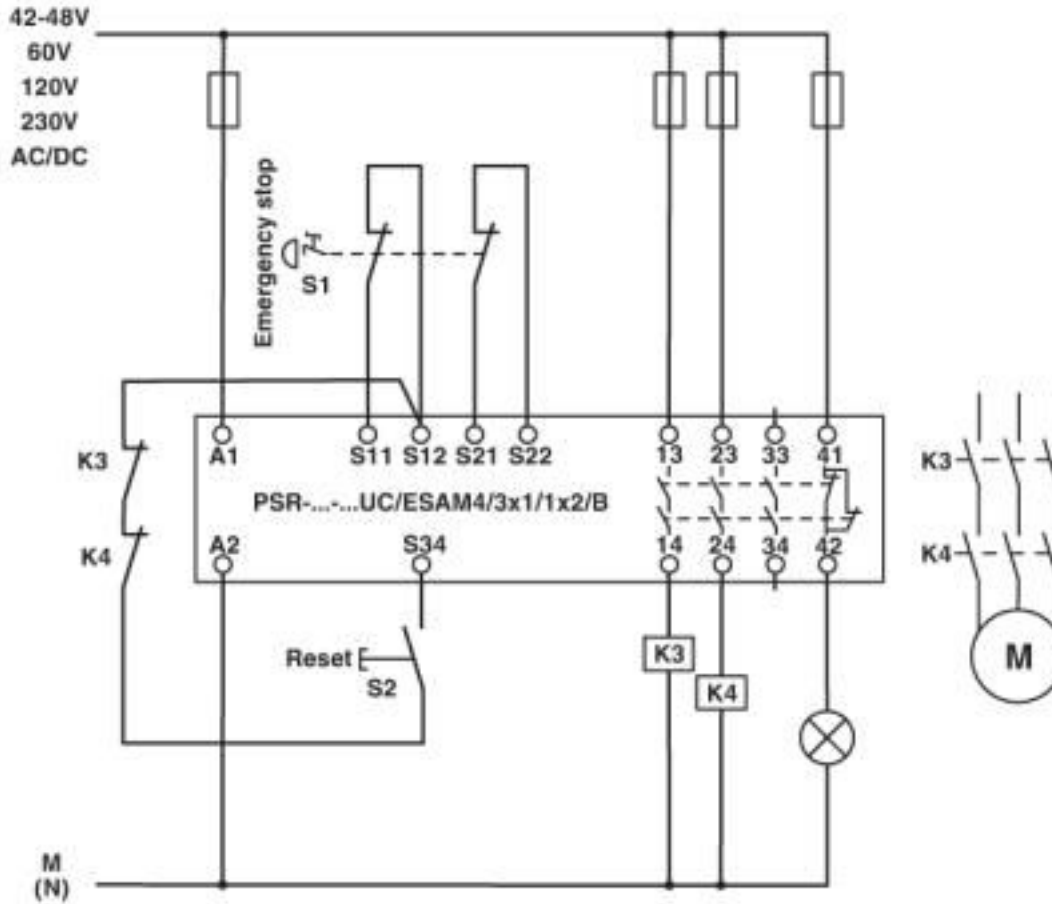 42-48V
60V
120V
230V
AC/DC
Emergency stop
S1
K3
K4
A1 S11 S12 S21 S22 13 23 33 41
PSR-...-...UC/ESAM4/3x1/1x2/B
A2 S34 14 24 34 42
Reset
S2
K3
K4
K3
K4
M
M
(N)